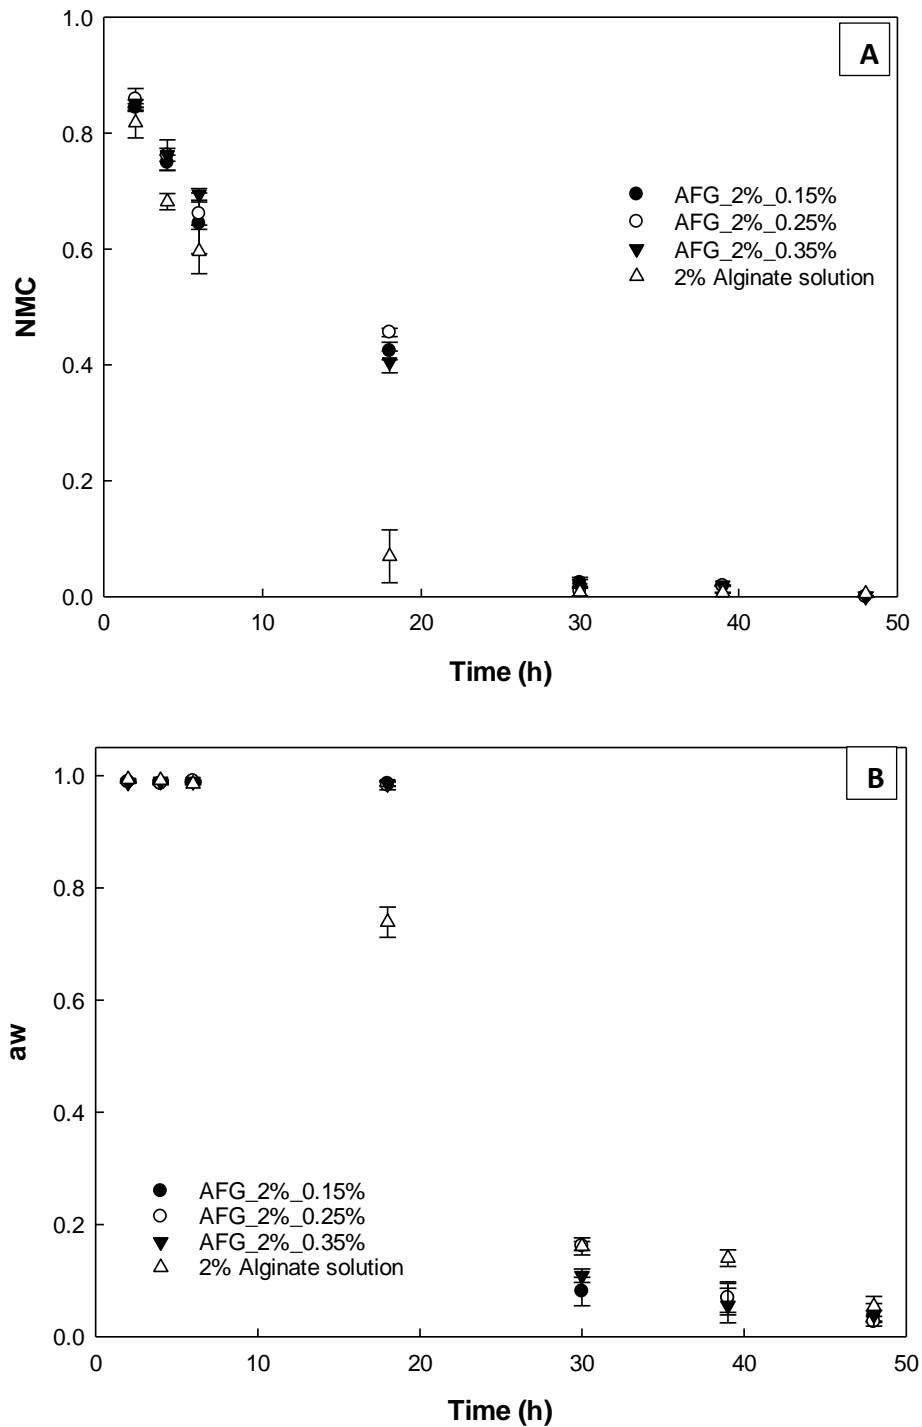 1.0
A
0.8
AFG_2%_0.15%
AFG_2%_0.25%
AFG_2%_0.35%
2% Alginate solution
0.6
NMC
0.4
0.2
0.0
0 10 20 30 40 50
Time (h)
1.0
B
0.8
0.6
aw
0.4
AFG_2%_0.15%
AFG_2%_0.25%
AFG_2%_0.35%
2% Alginate solution
0.2
0.0
0 10 20 30 40 50
Time (h)